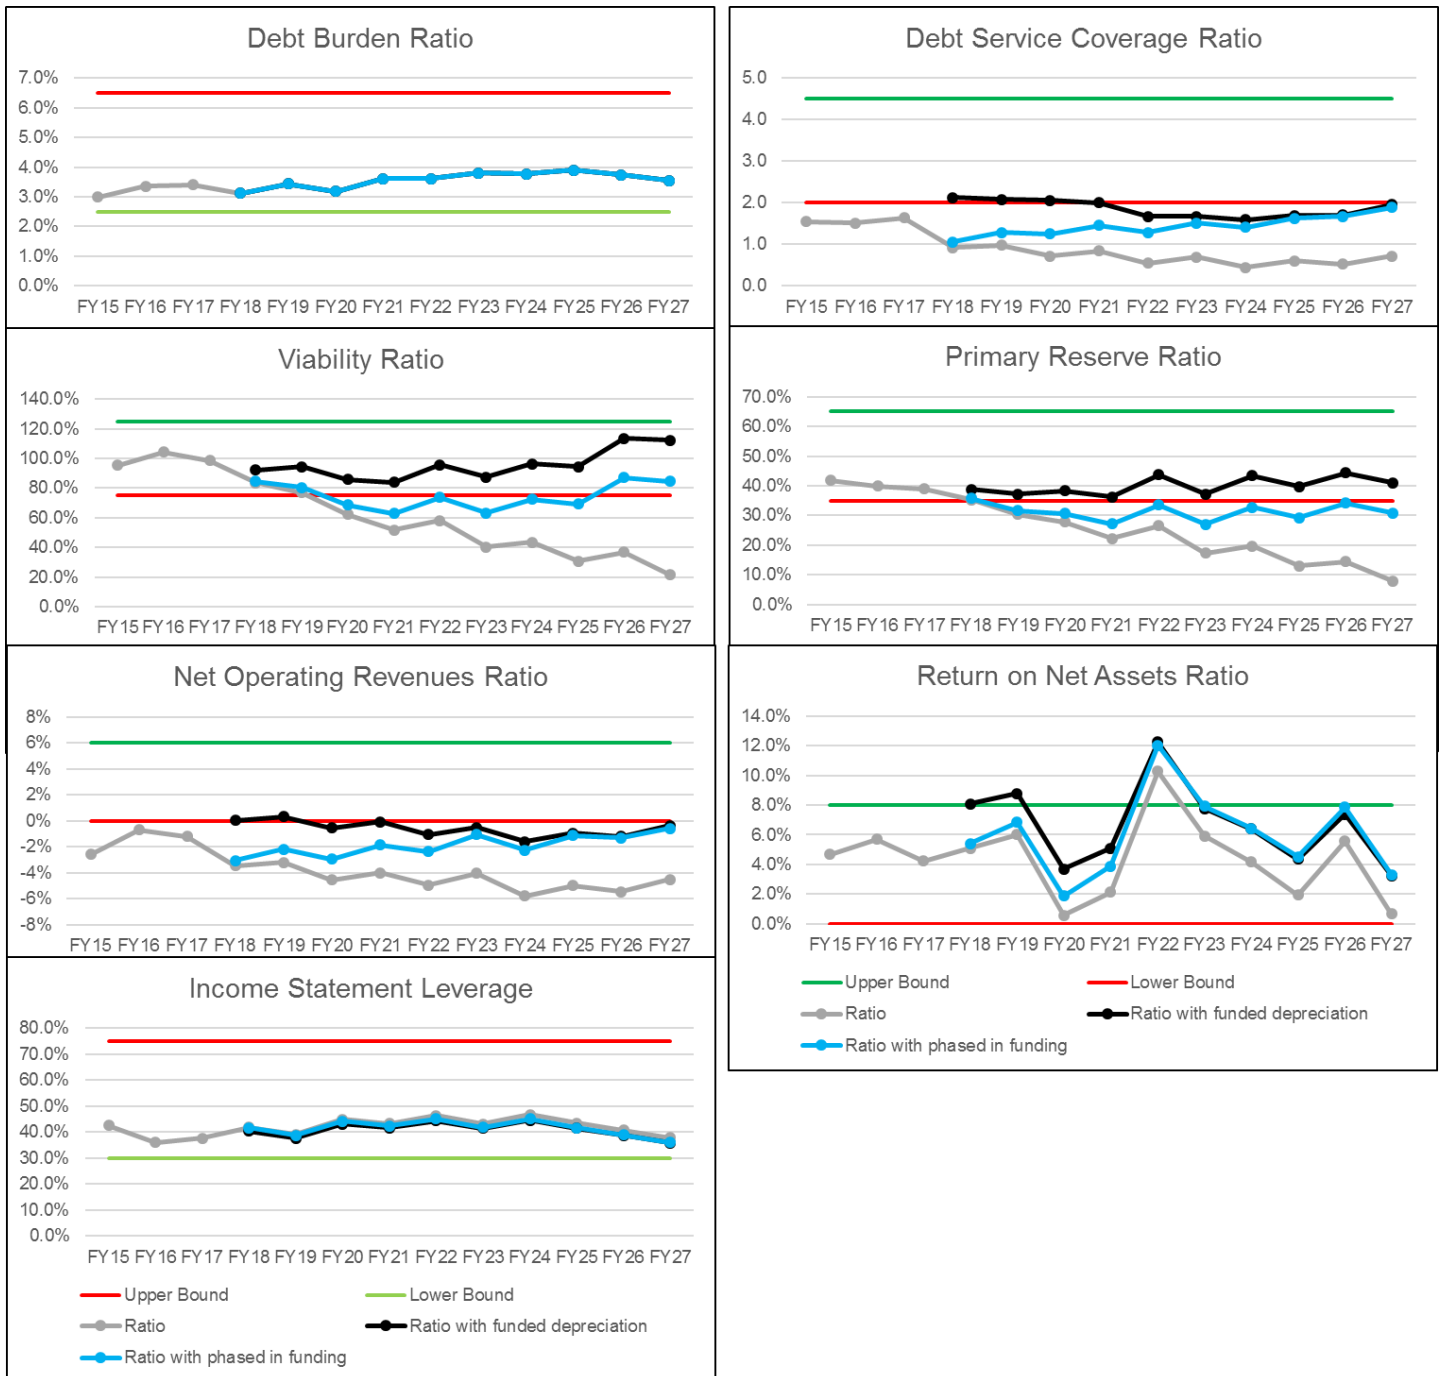 Debt Burden Ratio
7.0%
6.0%
5.0%
4.0%
3.0%
2.0%
1.0%
0.0%
FY15 FY16 FY17 FY18 FY19 FY20 FY21 FY22 FY23 FY24 FY25 FY26 FY27
Debt Service Coverage Ratio
5.0
4.0
3.0
2.0
1.0
0.0
FY15 FY16 FY17 FY18 FY19 FY20 FY21 FY22 FY23 FY24 FY25 FY26 FY27
Viability Ratio
140.0%
120.0%
100.0%
80.0%
60.0%
40.0%
20.0%
0.0%
FY15 FY16 FY17 FY18 FY19 FY20 FY21 FY22 FY23 FY24 FY25 FY26 FY27
Primary Reserve Ratio
70.0%
60.0%
50.0%
40.0%
30.0%
20.0%
10.0%
0.0%
FY15 FY16 FY17 FY18 FY19 FY20 FY21 FY22 FY23 FY24 FY25 FY26 FY27
Net Operating Revenues Ratio
8%
6%
4%
2%
0%
-2%
-4%
-6%
-8%
FY15 FY16 FY17 FY18 FY19 FY20 FY21 FY22 FY23 FY24 FY25 FY26 FY27
Return on Net Assets Ratio
14.0%
12.0%
10.0%
8.0%
6.0%
4.0%
2.0%
0.0%
FY15 FY16 FY17 FY18 FY19 FY20 FY21 FY22 FY23 FY24 FY25 FY26 FY27
Upper Bound Lower Bound
Ratio Ratio with funded depreciation
Ratio with phased in funding
Income Statement Leverage
80.0%
70.0%
60.0%
50.0%
40.0%
30.0%
20.0%
10.0%
0.0%
FY15 FY16 FY17 FY18 FY19 FY20 FY21 FY22 FY23 FY24 FY25 FY26 FY27
Upper Bound Lower Bound
Ratio Ratio with funded depreciation
Ratio with phased in funding